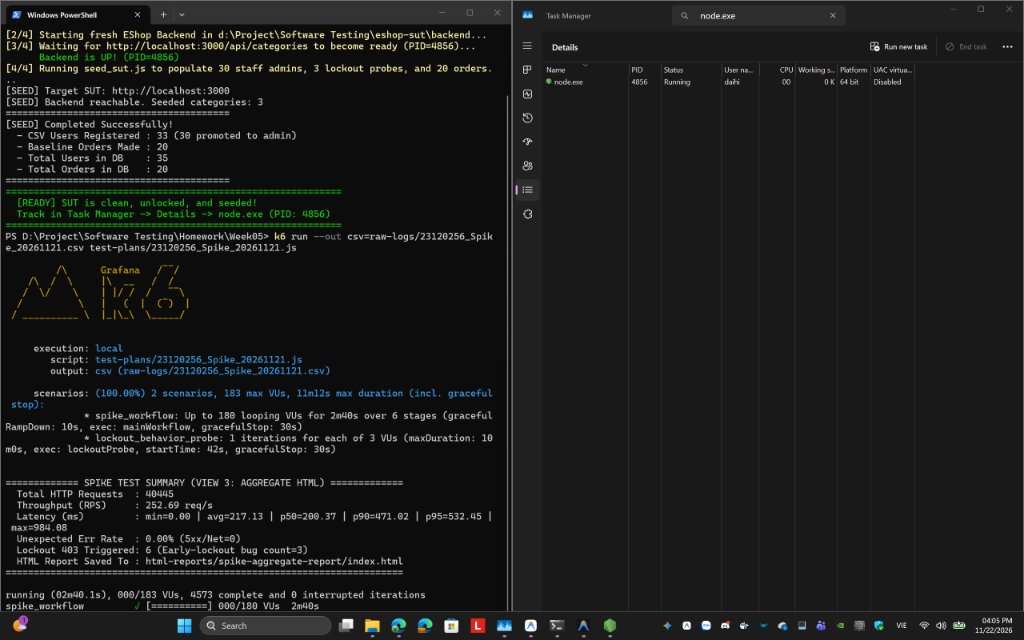 Windows PowerShell
[2/4] Starting fresh EShop Backend in d:\Project\Software Testing\eshop-sut\backend...
[3/4] Waiting for http://localhost:3000/api/categories to become ready (PID=4856)...
Backend is UP! (PID=4856)
[4/4] Running seed_sut.js to populate 30 staff admins, 3 lockout probes, and 20 orders.
..
[SEED] Target SUT: http://localhost:3000
[SEED] Backend reachable. Seeded categories: 3
========================================
[SEED] Completed Successfully!
- CSV Users Registered : 33 (30 promoted to admin)
- Baseline Orders Made : 20
- Total Users in DB : 35
- Total Orders in DB : 20
========================================
============================================================
[READY] SUT is clean, unlocked, and seeded!
Track in Task Manager -> Details -> node.exe (PID: 4856)
============================================================
PS D:\Project\Software Testing\Homework\Week05> k6 run --out csv=raw-logs/23120256_Spik
e_20261121.csv test-plans/23120256_Spike_20261121.js
Grafana
execution: local
script: test-plans/23120256_Spike_20261121.js
output: csv (raw-logs/23120256_Spike_20261121.csv)
scenarios: (100.00%) 2 scenarios, 183 max VUs, 11m12s max duration (incl. graceful
stop):
* spike_workflow: Up to 180 looping VUs for 2m40s over 6 stages (graceful
RampDown: 10s, exec: mainWorkflow, gracefulStop: 30s)
* lockout_behavior_probe: 1 iterations for each of 3 VUs (maxDuration: 10
m0s, exec: lockoutProbe, startTime: 42s, gracefulStop: 30s)
============= SPIKE TEST SUMMARY (VIEW 3: AGGREGATE HTML) =============
Total HTTP Requests : 40445
Throughput (RPS) : 252.69 req/s
Latency (ms) : min=0.00 | avg=217.13 | p50=200.37 | p90=471.02 | p95=532.45 |
max=984.08
Unexpected Err Rate : 0.00% (5xx/Net=0)
Lockout 403 Triggered: 6 (Early-lockout bug count=3)
HTML Report Saved To : html-reports/spike-aggregate-report/index.html
=======================================================================
running (02m40.1s), 000/183 VUs, 4573 complete and 0 interrupted iterations
spike_workflow ✓ [==========] 000/180 VUs 2m40s
Task Manager
node.exe
Details
Run new task
End task
Name PID Status User na... CPU Working s... Platform UAC virtua...
node.exe 4856 Running daihi 00 0 K 64 bit Disabled
Search
VIE
04:05 PM
11/22/2026